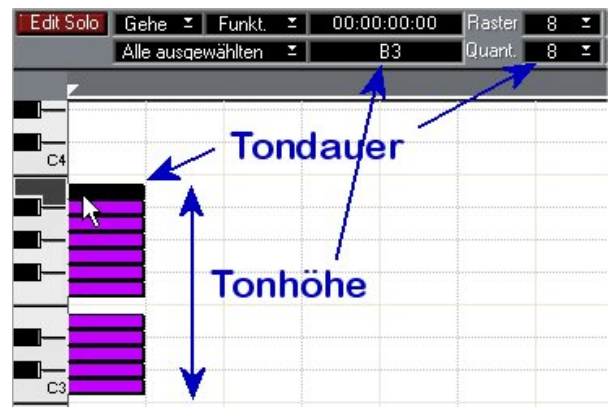 Edit Solo Gehe Funkt. 00:00:00:00 Raster 8
Alle ausgewählten B3 Quant. 8
C4
Tondauer
Tonhöhe
C3